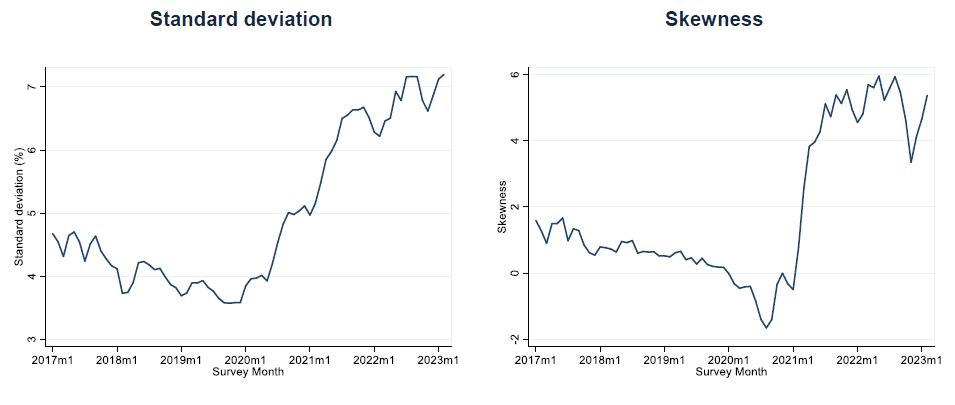 Standard deviation
Standard deviation (%)
7
6
5
4
3
2017m1 2018m1 2019m1 2020m1 2021m1 2022m1 2023m1
Survey Month
Skewness
Skewness
6
4
2
0
-2
2017m1 2018m1 2019m1 2020m1 2021m1 2022m1 2023m1
Survey Month